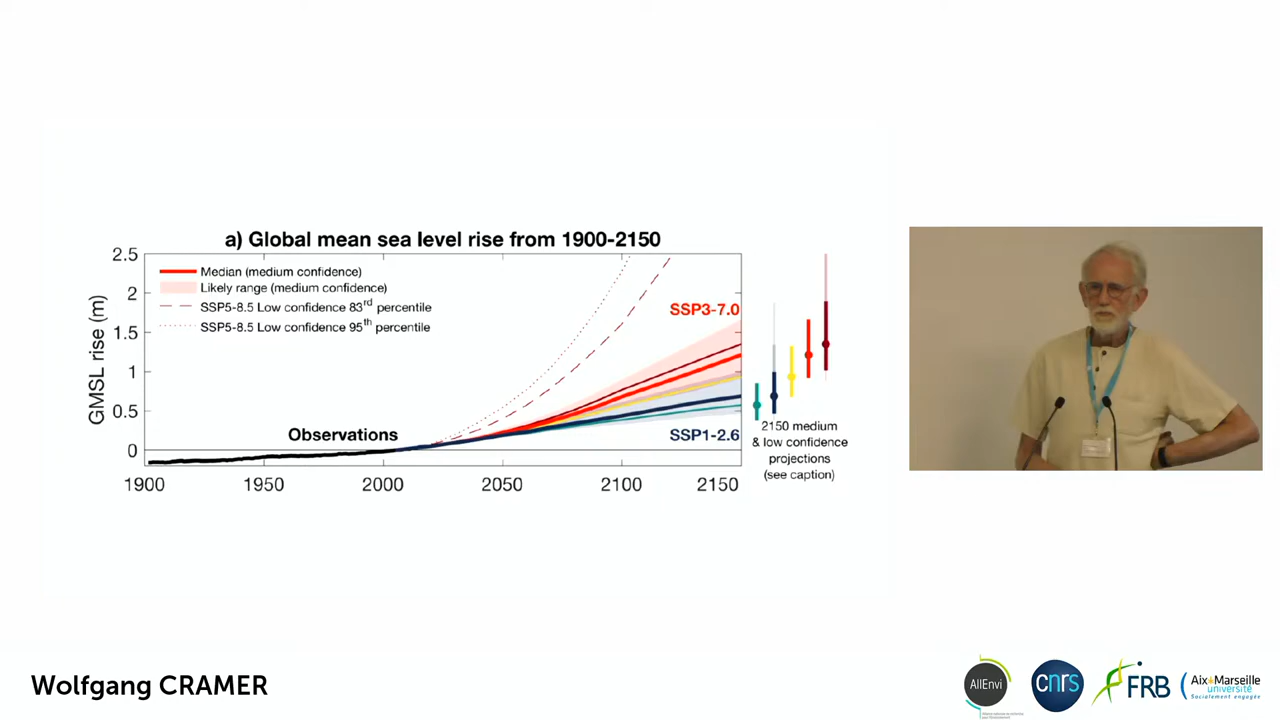 a) Global mean sea level rise from 1900-2150
GMSL rise (m)
2.5
2
1.5
1
0.5
0
Median (medium confidence)
Likely range (medium confidence)
SSP5-8.5 Low confidence 83rd percentile
SSP5-8.5 Low confidence 95th percentile
SSP3-7.0
Observations
SSP1-2.6
1900
1950
2000
2050
2100
2150
2150 medium
& low confidence
projections
(see caption)
Wolfgang CRAMER
AllEnvi
cnrs
FRB
Aix Marseille
université
Socialement engagée